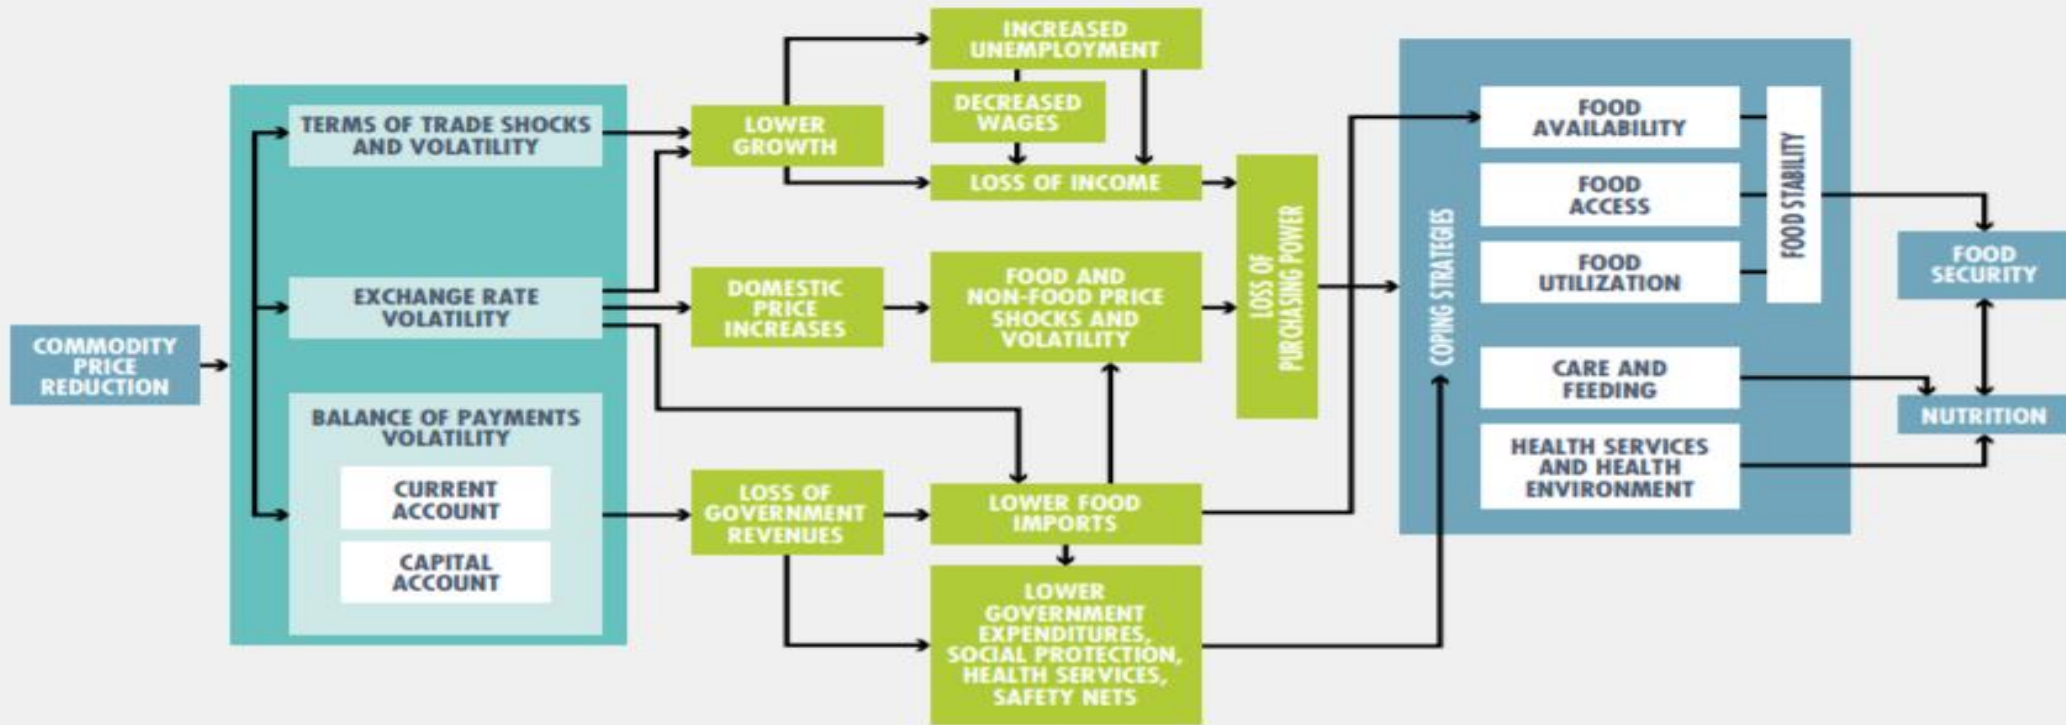 COMMODITY
PRICE
REDUCTION
TERMS OF TRADE SHOCKS
AND VOLATILITY
EXCHANGE RATE
VOLATILITY
BALANCE OF PAYMENTS
VOLATILITY
CURRENT
ACCOUNT
CAPITAL
ACCOUNT
LOWER
GROWTH
DOMESTIC
PRICE
INCREASES
LOSS OF
GOVERNMENT
REVENUES
INCREASED
UNEMPLOYMENT
DECREASED
WAGES
LOSS OF INCOME
FOOD AND
NON-FOOD PRICE
SHOCKS AND
VOLATILITY
LOWER FOOD
IMPORTS
LOWER
GOVERNMENT
EXPENDITURES,
SOCIAL PROTECTION,
HEALTH SERVICES,
SAFETY NETS
LOSS OF
PURCHASING POWER
COPING STRATEGIES
FOOD
AVAILABILITY
FOOD
ACCESS
FOOD
UTILIZATION
FOOD STABILITY
CARE AND
FEEDING
HEALTH SERVICES
AND HEALTH
ENVIRONMENT
FOOD
SECURITY
NUTRITION